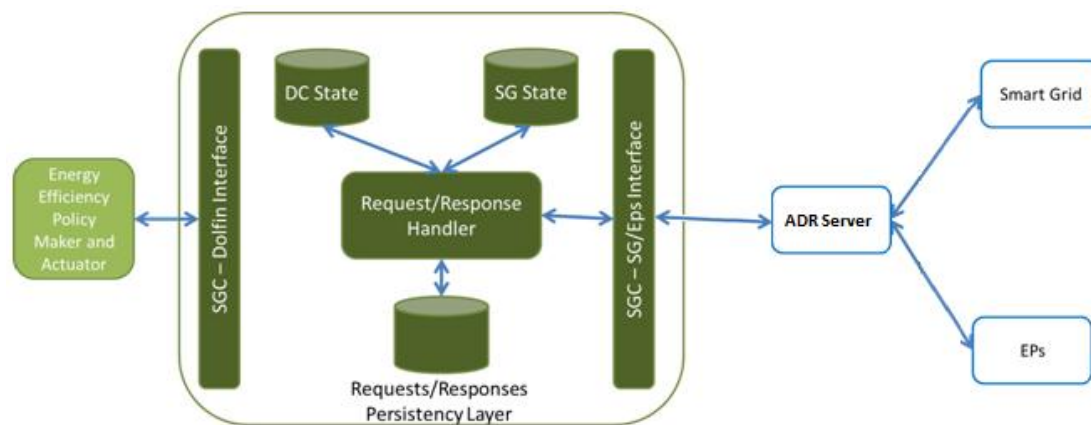 Energy
Efficiency
Policy
Maker and
Actuator
SGC – Dolfin Interface
DC State
SG State
Request/Response
Handler
Requests/Responses
Persistency Layer
SGC – SG/Eps Interface
ADR Server
Smart Grid
EPs